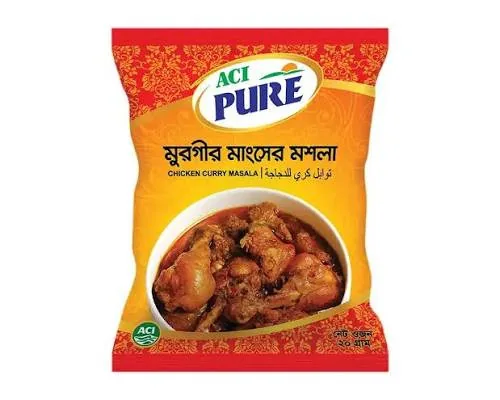 ACI
PURE
মুরগীর মাংসের মশলা
CHICKEN CURRY MASALA | توابل كري للدجاجة
ACI
নেট ওজন
২০ গ্রাম